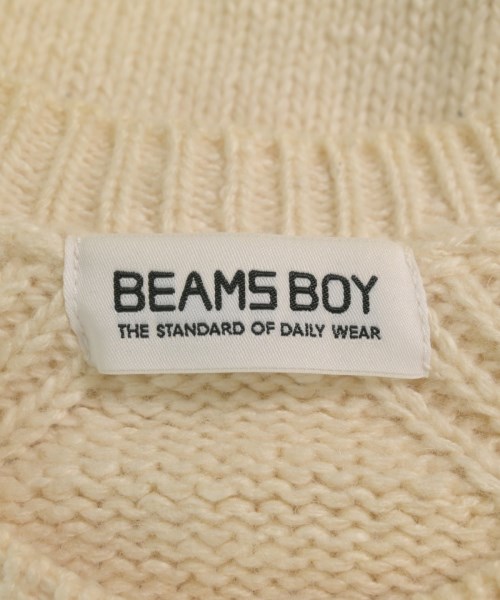 BEAMS BOY
THE STANDARD OF DAILY WEAR